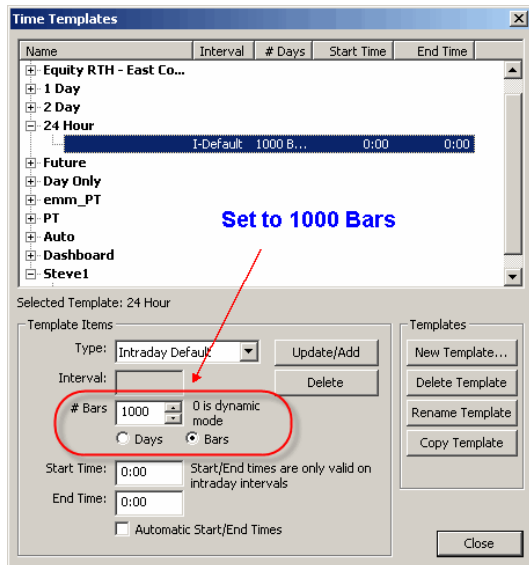 Time Templates
Name Interval # Days Start Time End Time
Equity RTH - East Co...
1 Day
2 Day
24 Hour
I-Default 1000 B... 0:00 0:00
Future
Day Only
emm_PT
PT
Auto
Dashboard
Steve1
Set to 1000 Bars
Selected Template: 24 Hour
Template Items
Type: Intraday Default Update/Add
Interval: Delete
# Bars 1000 0 is dynamic
mode
Days Bars
Start Time: 0:00 Start/End times are only valid on
intraday intervals
End Time: 0:00
Automatic Start/End Times
Templates
New Template...
Delete Template
Rename Template
Copy Template
Close